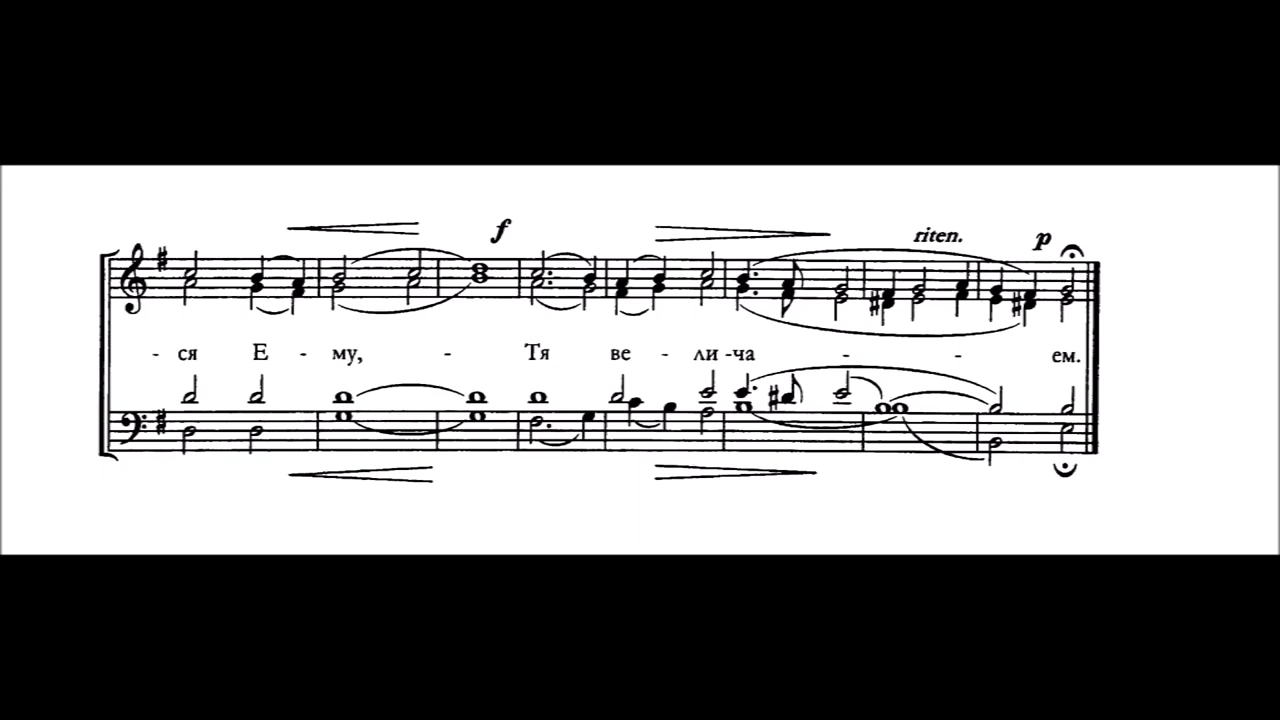 f
riten. p
- ся Е - му, - Тя ве - ли -ча - - ем.